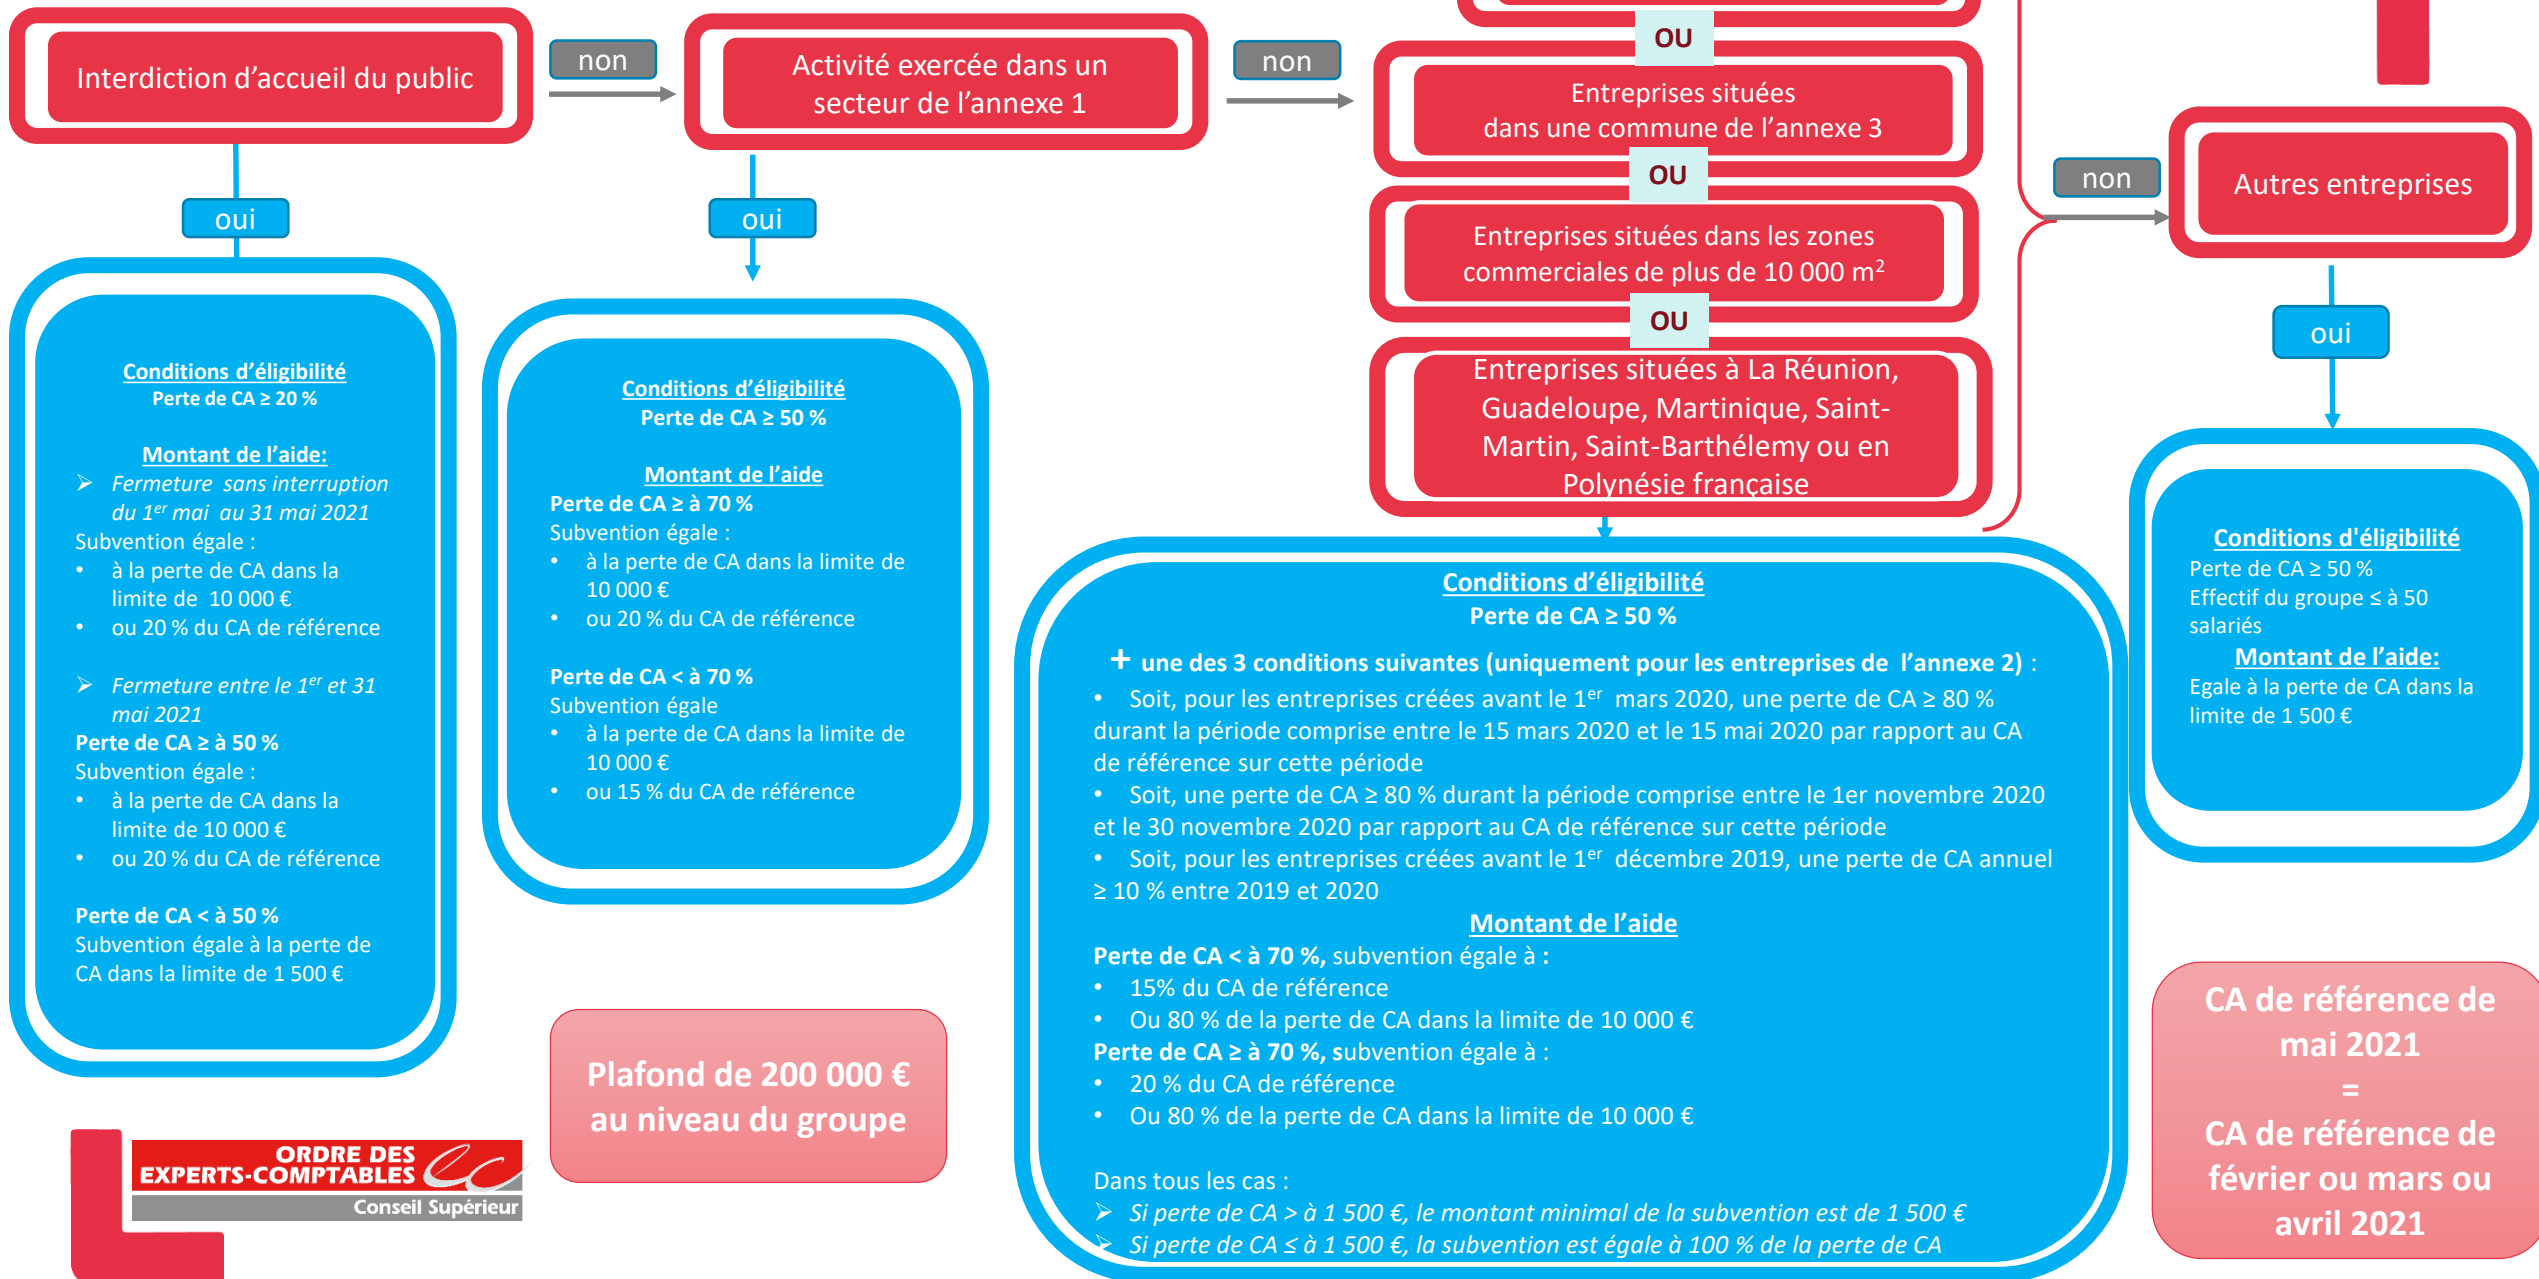 Interdiction d'accueil du public
non
Activité exercée dans un
secteur de l'annexe 1
non
OU
Entreprises situées
dans une commune de l'annexe 3
OU
Entreprises situées dans les zones
commerciales de plus de 10 000 m²
OU
Entreprises situées à La Réunion,
Guadeloupe, Martinique, Saint-
Martin, Saint-Barthélemy ou en
Polynésie française
non
Autres entreprises
oui
oui
oui
Conditions d'éligibilité
Perte de CA ≥ 20 %
Montant de l'aide:
➢ Fermeture sans interruption
du 1er mai au 31 mai 2021
Subvention égale :
• à la perte de CA dans la
limite de 10 000 €
• ou 20 % du CA de référence
➢ Fermeture entre le 1er et 31
mai 2021
Perte de CA ≥ à 50 %
Subvention égale :
• à la perte de CA dans la
limite de 10 000 €
• ou 20 % du CA de référence
Perte de CA < à 50 %
Subvention égale à la perte de
CA dans la limite de 1 500 €
Conditions d'éligibilité
Perte de CA ≥ 50 %
Montant de l'aide
Perte de CA ≥ à 70 %
Subvention égale :
• à la perte de CA dans la limite de
10 000 €
• ou 20 % du CA de référence
Perte de CA < à 70 %
Subvention égale
• à la perte de CA dans la limite de
10 000 €
• ou 15 % du CA de référence
Conditions d'éligibilité
Perte de CA ≥ 50 %
+ une des 3 conditions suivantes (uniquement pour les entreprises de l'annexe 2) :
• Soit, pour les entreprises créées avant le 1er mars 2020, une perte de CA ≥ 80 %
durant la période comprise entre le 15 mars 2020 et le 15 mai 2020 par rapport au CA
de référence sur cette période
• Soit, une perte de CA ≥ 80 % durant la période comprise entre le 1er novembre 2020
et le 30 novembre 2020 par rapport au CA de référence sur cette période
• Soit, pour les entreprises créées avant le 1er décembre 2019, une perte de CA annuel
≥ 10 % entre 2019 et 2020
Montant de l'aide
Perte de CA < à 70 %, subvention égale à :
• 15% du CA de référence
• Ou 80 % de la perte de CA dans la limite de 10 000 €
Perte de CA ≥ à 70 %, subvention égale à :
• 20 % du CA de référence
• Ou 80 % de la perte de CA dans la limite de 10 000 €
Dans tous les cas :
➢ Si perte de CA > à 1 500 €, le montant minimal de la subvention est de 1 500 €
➢ Si perte de CA ≤ à 1 500 €, la subvention est égale à 100 % de la perte de CA
Conditions d'éligibilité
Perte de CA ≥ 50 %
Effectif du groupe ≤ à 50
salariés
Montant de l'aide:
Egale à la perte de CA dans la
limite de 1 500 €
Plafond de 200 000 €
au niveau du groupe
CA de référence de
mai 2021
=
CA de référence de
février ou mars ou
avril 2021
ORDRE DES
EXPERTS-COMPTABLES
Conseil Supérieur